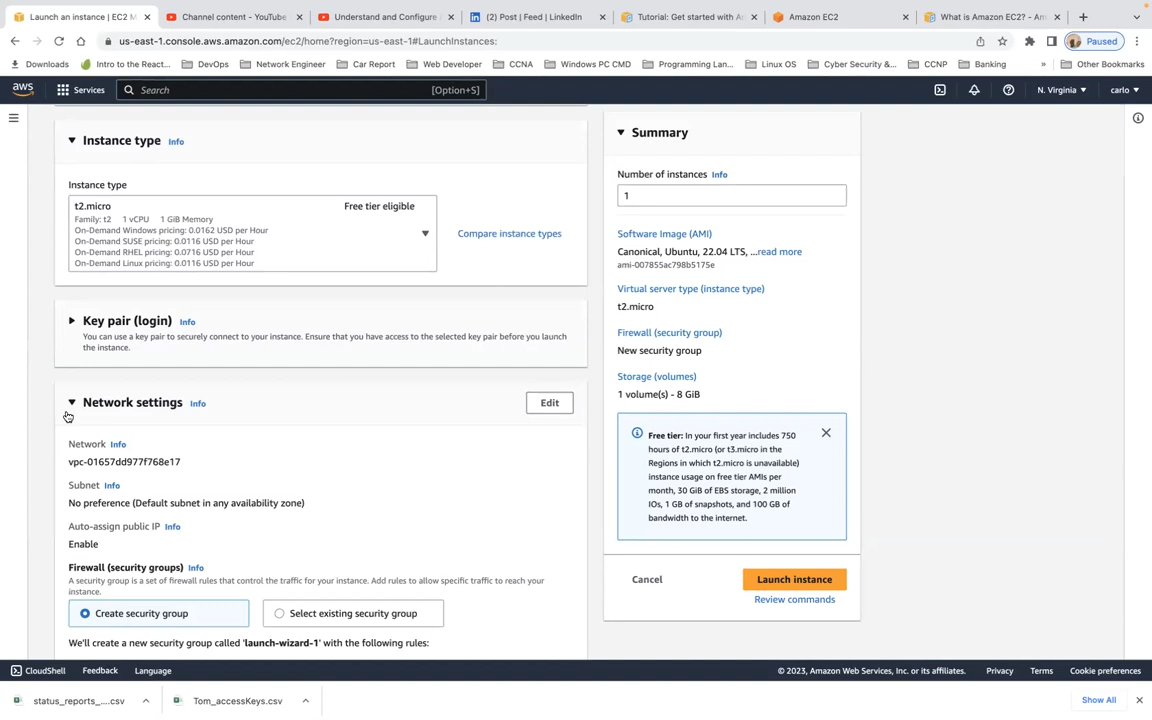 Launch an instance | EC2 M
Channel content - YouTube
Understand and Configure
(2) Post | Feed | LinkedIn
Tutorial: Get started with A
Amazon EC2
What is Amazon EC2? - Am
us-east-1.console.aws.amazon.com/ec2/home?region=us-east-1#LaunchInstances:
Paused
Downloads
Intro to the React...
DevOps
Network Engineer
Car Report
Web Developer
CCNA
Windows PC CMD
Programming Lan...
Linux OS
Cyber Security &...
CCNP
Banking
»
Other Bookmarks
aws
Services
Search
[Option+S]
N. Virginia
carlo
Instance type Info
Instance type
t2.micro Free tier eligible
Family: t2 1 vCPU 1 GiB Memory
On-Demand Windows pricing: 0.0162 USD per Hour
On-Demand SUSE pricing: 0.0116 USD per Hour
On-Demand RHEL pricing: 0.0716 USD per Hour
On-Demand Linux pricing: 0.0116 USD per Hour
Compare instance types
Key pair (login) Info
You can use a key pair to securely connect to your instance. Ensure that you have access to the selected key pair before you launch
the instance.
Network settings Info
Edit
Network Info
vpc-01657dd977f768e17
Subnet Info
No preference (Default subnet in any availability zone)
Auto-assign public IP Info
Enable
Firewall (security groups) Info
A security group is a set of firewall rules that control the traffic for your instance. Add rules to allow specific traffic to reach your
instance.
Create security group
Select existing security group
We'll create a new security group called 'launch-wizard-1' with the following rules:
Summary
Number of instances Info
1
Software Image (AMI)
Canonical, Ubuntu, 22.04 LTS, ...read more
ami-007855ac798b5175e
Virtual server type (instance type)
t2.micro
Firewall (security group)
New security group
Storage (volumes)
1 volume(s) - 8 GiB
Free tier: In your first year includes 750
hours of t2.micro (or t3.micro in the
Regions in which t2.micro is unavailable)
instance usage on free tier AMIs per
month, 30 GiB of EBS storage, 2 million
IOs, 1 GB of snapshots, and 100 GB of
bandwidth to the internet.
Cancel
Launch instance
Review commands
CloudShell
Feedback
Language
© 2023, Amazon Web Services, Inc. or its affiliates.
Privacy
Terms
Cookie preferences
status_reports_....csv
Tom_accessKeys.csv
Show All